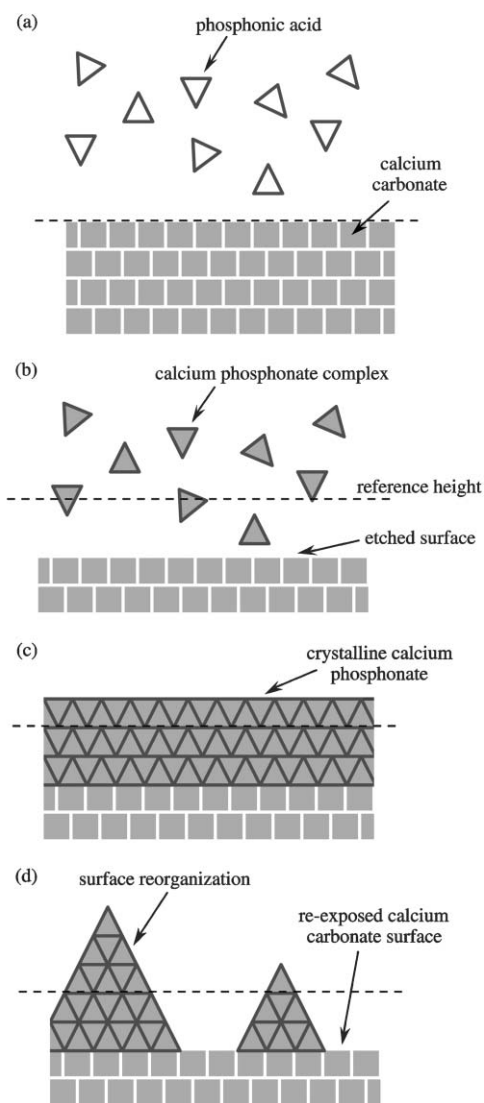 (a)
phosphonic acid
calcium
carbonate
(b)
calcium phosphonate complex
reference height
etched surface
(c)
crystalline calcium
phosphonate
(d)
surface reorganization
re-exposed calcium
carbonate surface